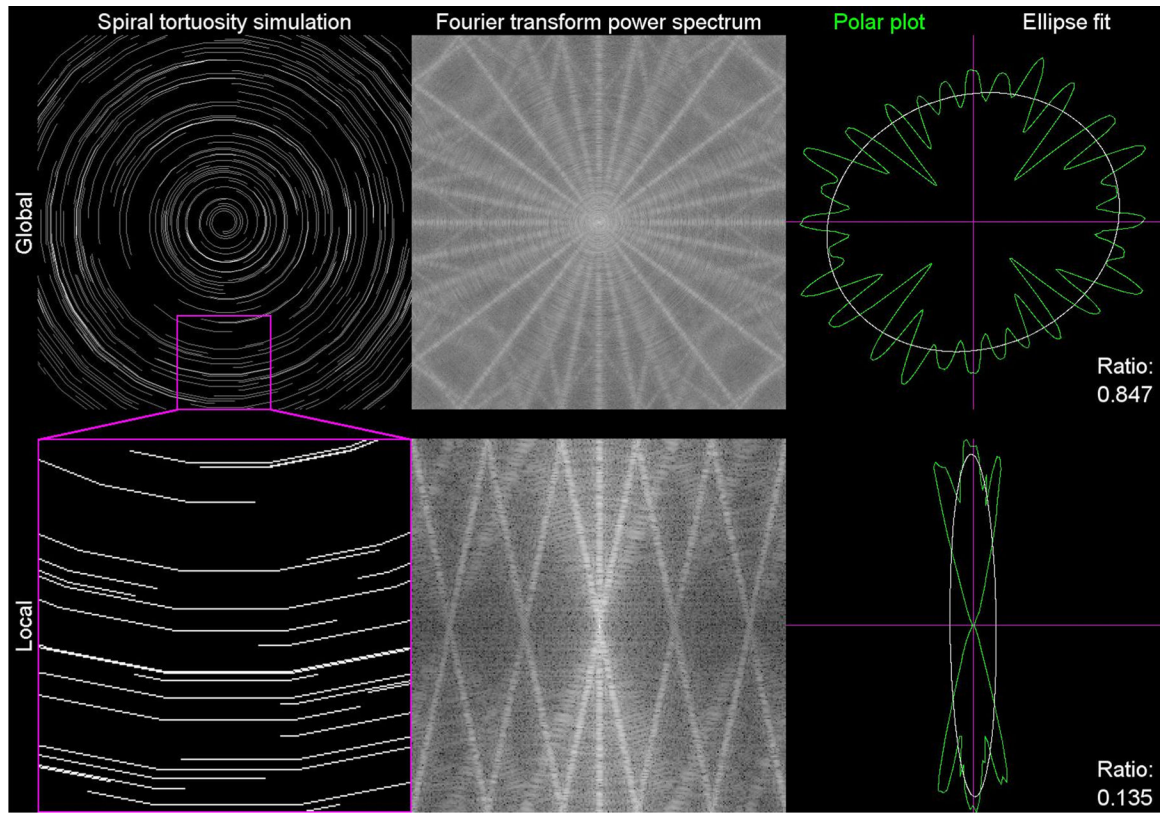 Spiral tortuosity simulation
Fourier transform power spectrum
Polar plot
Ellipse fit
Global
Ratio:
0.847
Local
Ratio:
0.135